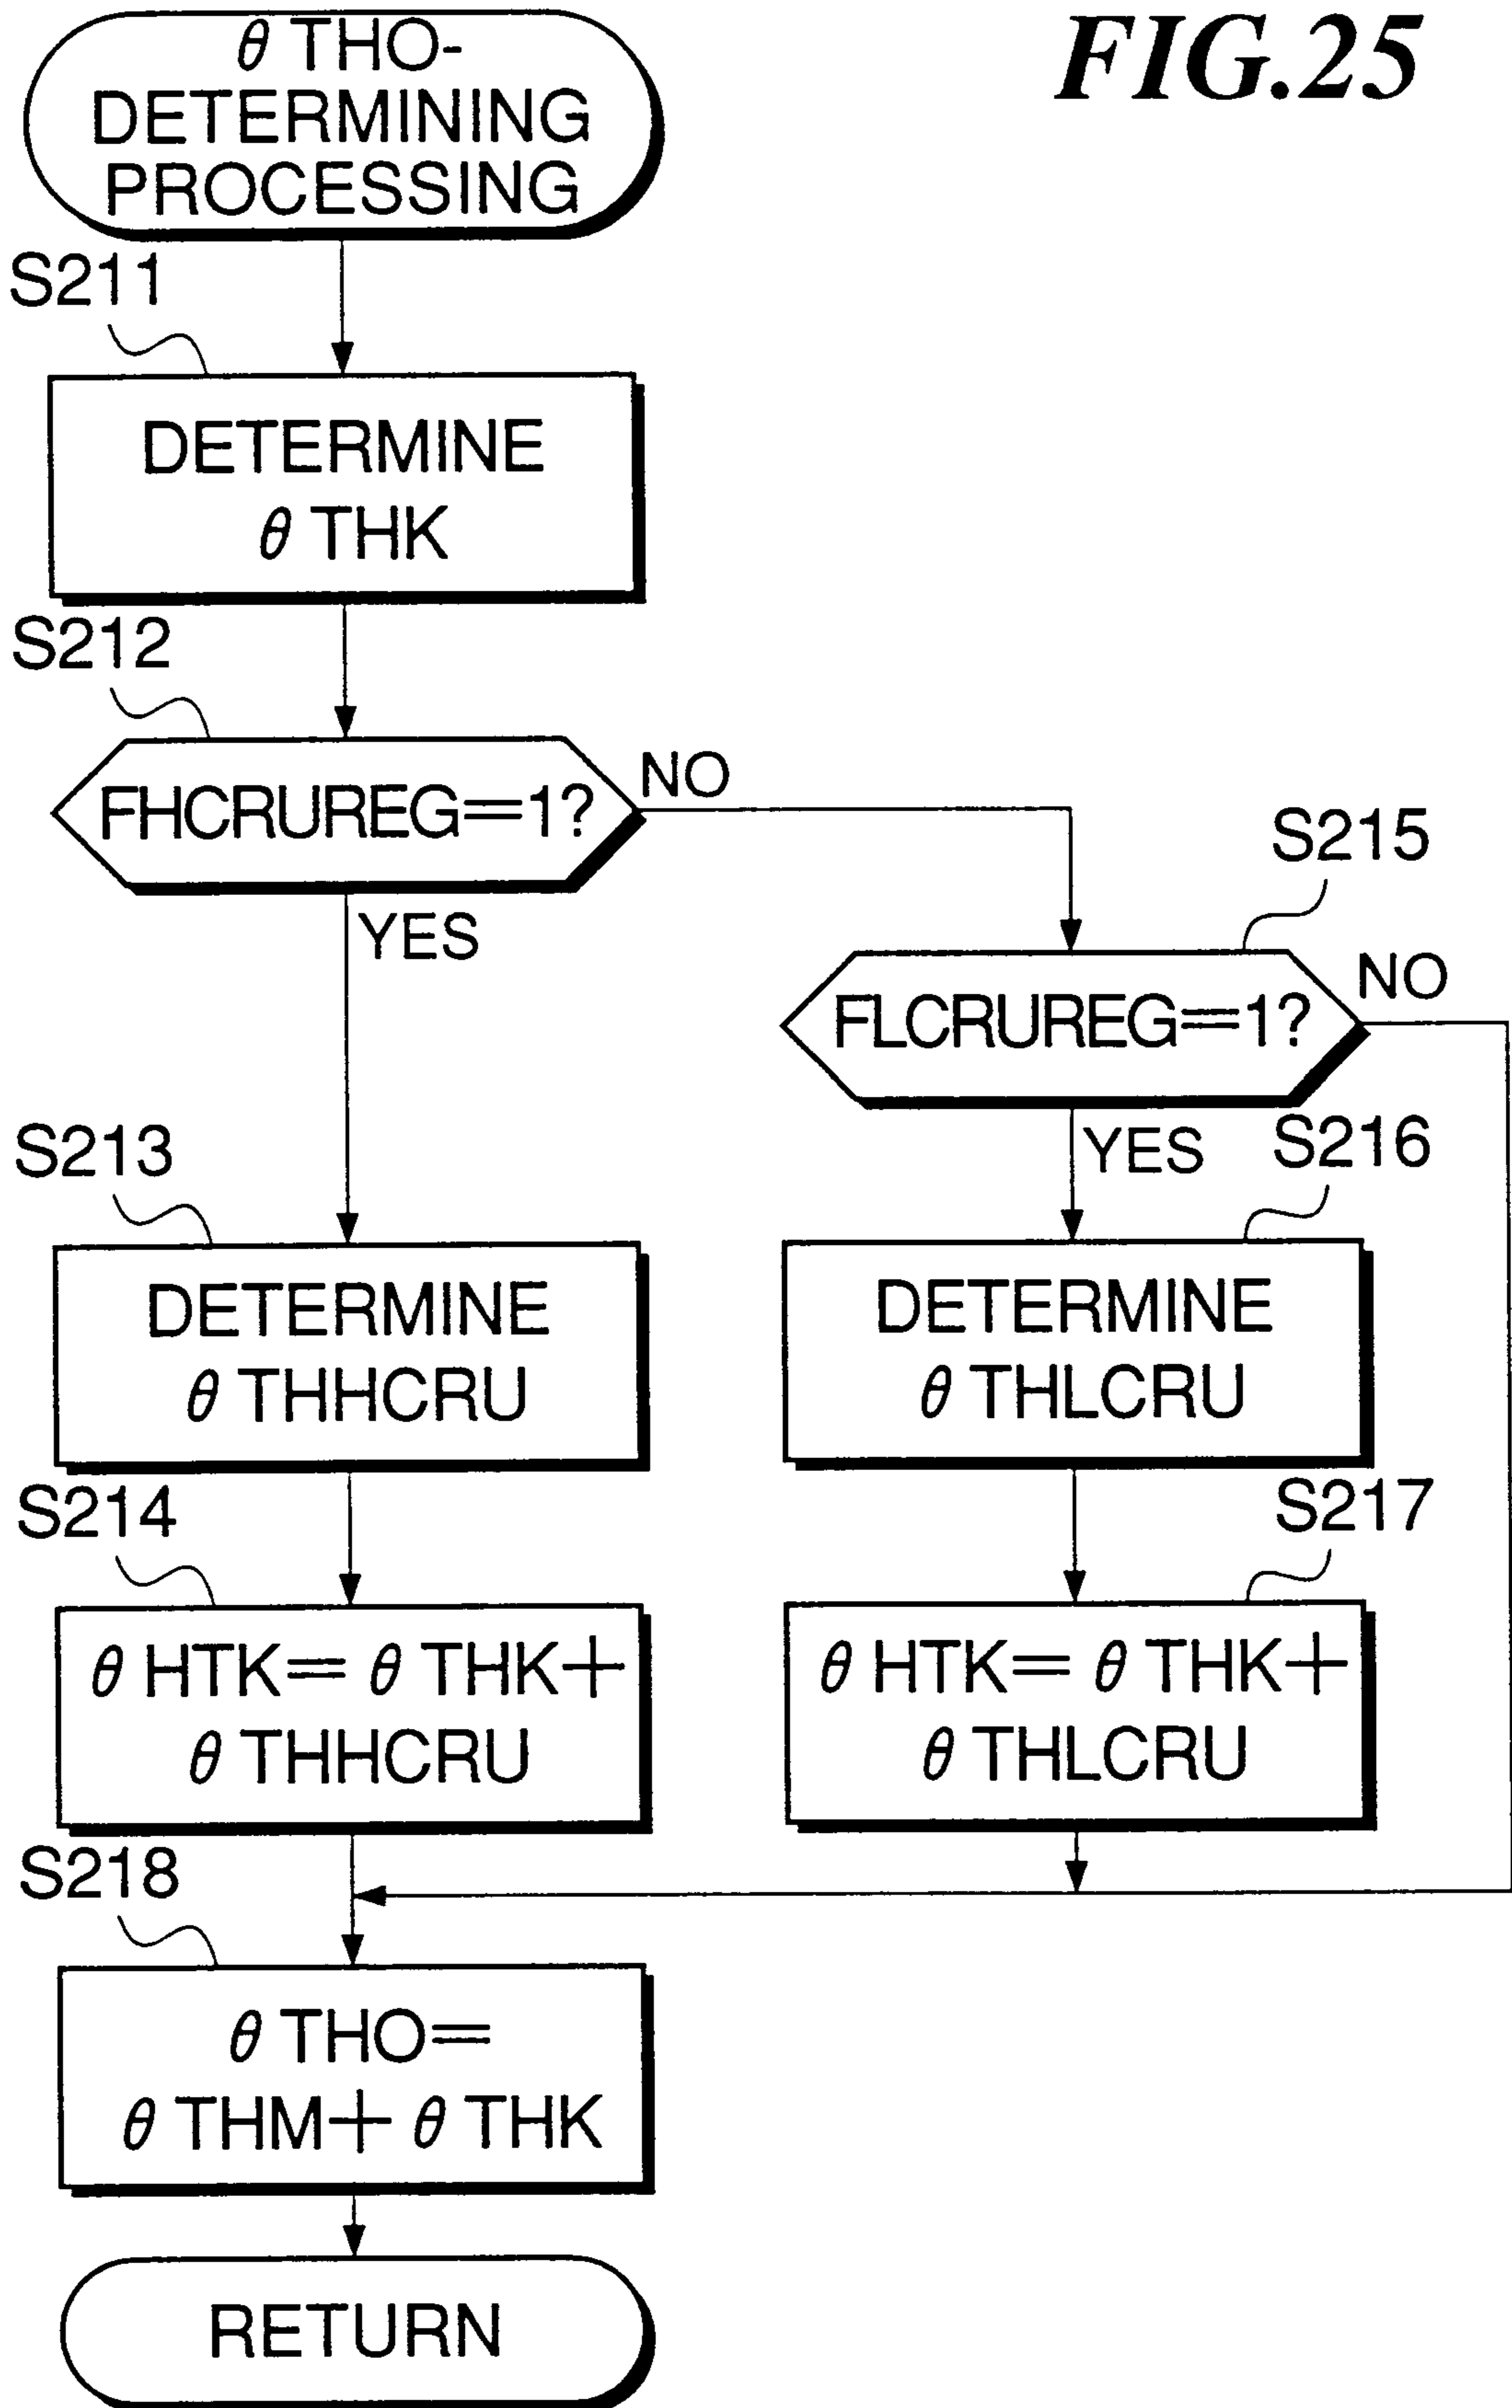 FIG.25
θ THO-
DETERMINING
PROCESSING
S211
DETERMINE
θ THK
S212
FHCRUREG=1?
NO
YES
S215
FLCRUREG=1?
NO
YES
S213
DETERMINE
θ THHCRU
S216
DETERMINE
θ THLCRU
S214
θ HTK= θ THK+
θ THHCRU
S217
θ HTK= θ THK+
θ THLCRU
S218
θ THO=
θ THM+ θ THK
RETURN